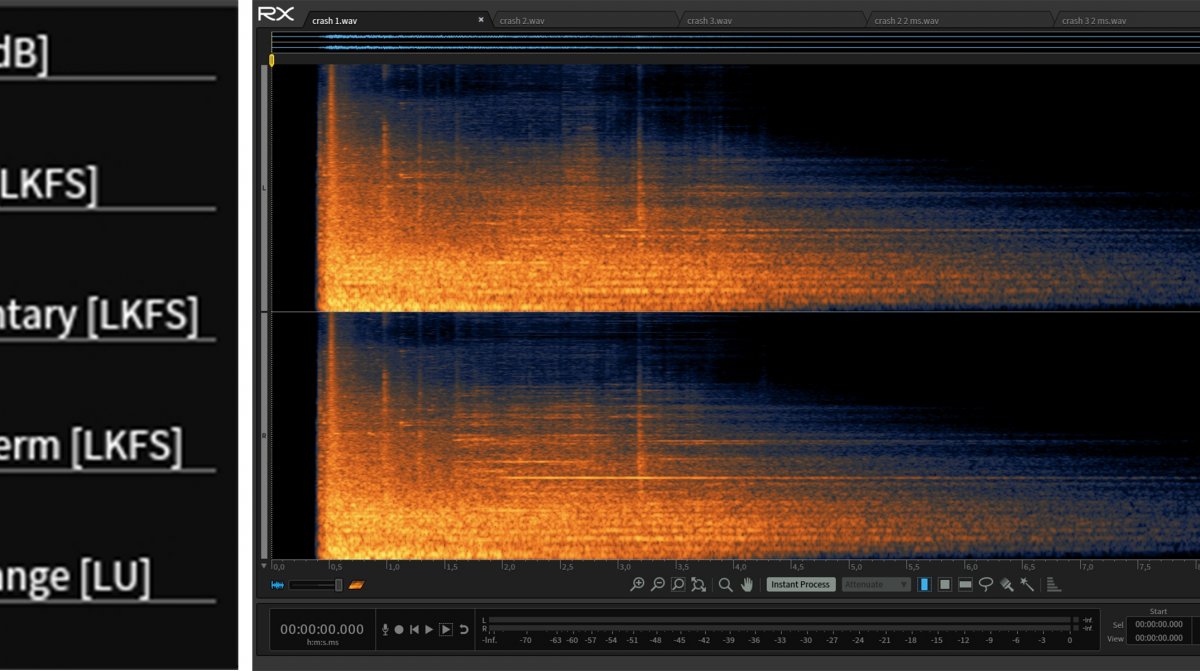 dB]
LKFS]
ntary [LKFS]
erm [LKFS]
ange [LU]
RX
crash 1.wav
crash 2.wav
crash 3.wav
crash 2 2 ms.wav
crash 3 2 ms.wav
L
R
0,0 0,5 1,0 1,5 2,0 2,5 3,0 3,5 4,0 4,5 5,0 5,5 6,0 6,5 7,0 7,5
Instant Process
Attenuate
00:00:00.000
h:m:s.ms
L
R
-Inf. -70 -63 -60 -57 -54 -51 -48 -45 -42 -39 -36 -33 -30 -27 -24 -21 -18 -15 -12 -9 -6 -3 0
-Inf
-Inf
Start
Sel 00:00:00.000
View 00:00:00.000